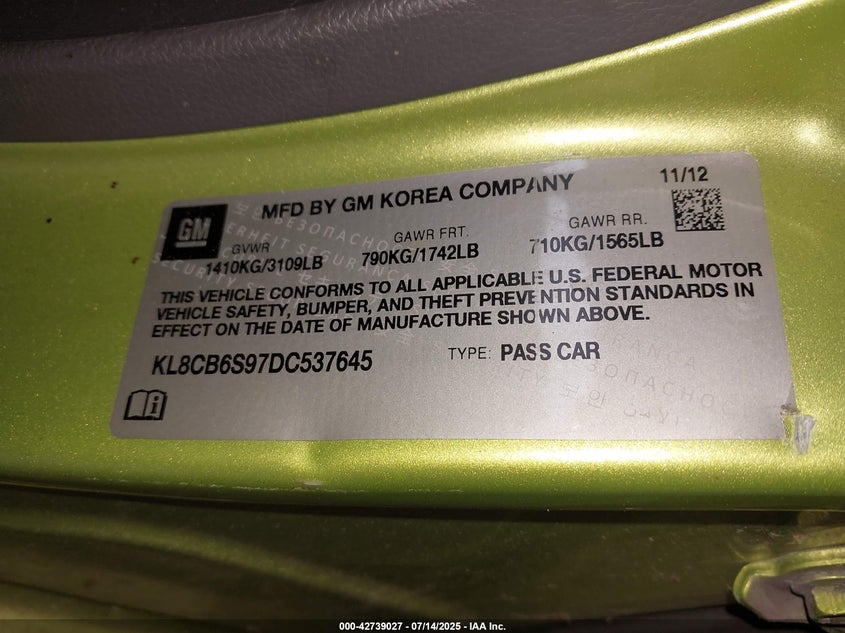 MFD BY GM KOREA COMPANY
11/12
GM
GVWR
1410KG/3109LB
GAWR FRT.
790KG/1742LB
GAWR RR.
710KG/1565LB
THIS VEHICLE CONFORMS TO ALL APPLICABLE U.S. FEDERAL MOTOR
VEHICLE SAFETY, BUMPER, AND THEFT PREVENTION STANDARDS IN
EFFECT ON THE DATE OF MANUFACTURE SHOWN ABOVE.
KL8CB6S97DC537645
TYPE: PASS CAR
000-42739027 - 07/14/2025 - IAA Inc.